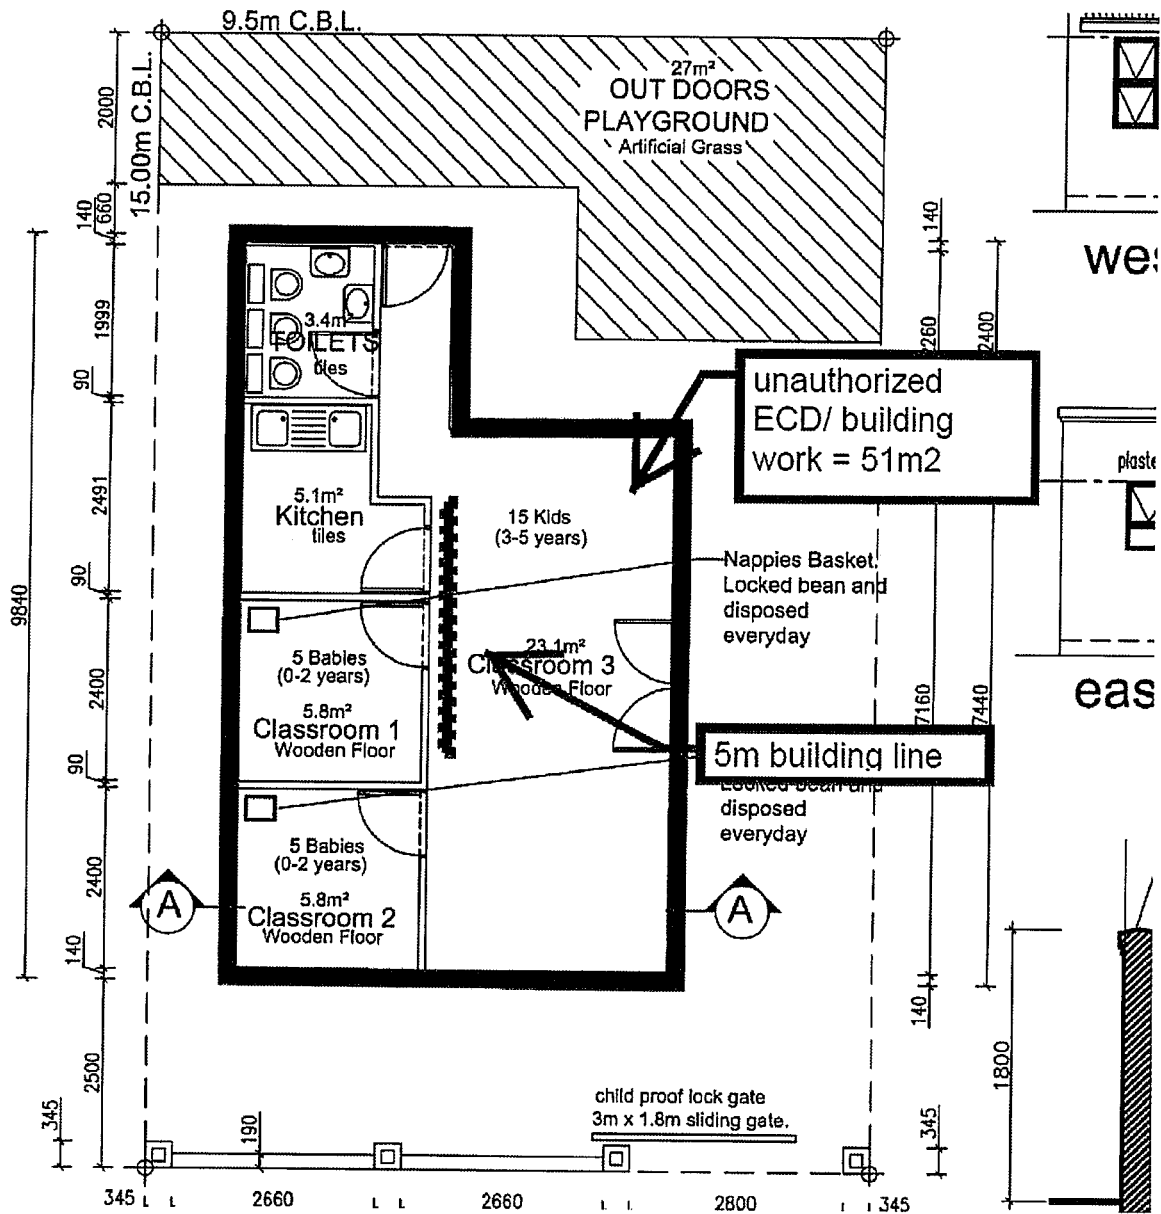 9.5m C.B.L.
15.00m C.B.L.
2000
660
140
1999
90
2491
90
2400
90
2400
140
9840
2500
345
27m²
OUT DOORS
PLAYGROUND
Artificial Grass
3.4m²
TOILETS
tiles
5.1m²
Kitchen
tiles
15 Kids
(3-5 years)
unauthorized
ECD/ building
work = 51m2
140
2260
2400
Nappies Basket.
Locked bean and
disposed
everyday
5 Babies
(0-2 years)
5.8m²
Classroom 1
Wooden Floor
23.1m²
Classroom 3
Wooden Floor
5m building line
Locked bean and
disposed
everyday
7160
7440
140
5 Babies
(0-2 years)
5.8m²
Classroom 2
Wooden Floor
A
A
child proof lock gate
3m x 1.8m sliding gate.
190
345
345
2660
2660
2800
345
1800
wes
plaste
eas